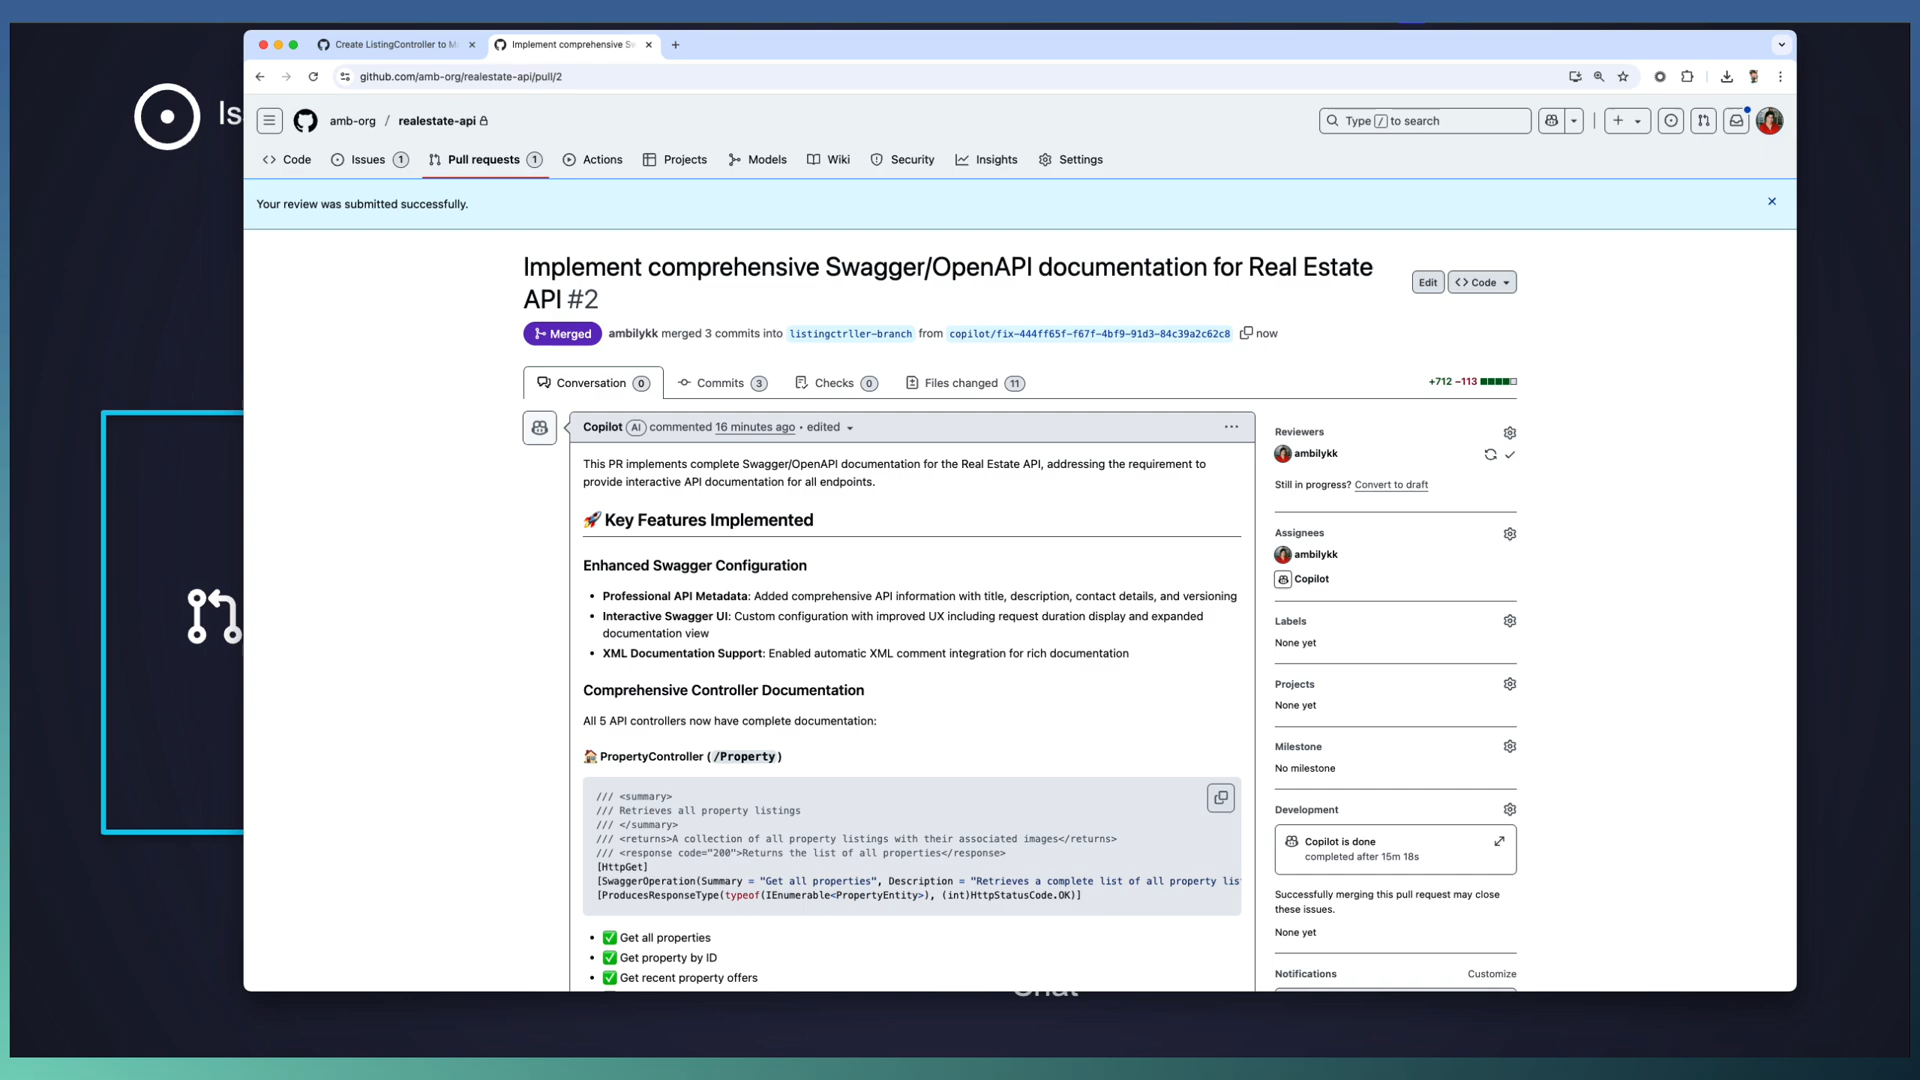 Is
Create ListingController to M
Implement comprehensive Sw
github.com/amb-org/realestate-api/pull/2
amb-org / realestate-api
Type / to search
Code
Issues 1
Pull requests 1
Actions
Projects
Models
Wiki
Security
Insights
Settings
Your review was submitted successfully.
Implement comprehensive Swagger/OpenAPI documentation for Real Estate
API #2
Edit
Code
Merged
ambilykk merged 3 commits into listingctrller-branch from copilot/fix-444ff65f-f67f-4bf9-91d3-84c39a2c62c8 now
Conversation 0
Commits 3
Checks 0
Files changed 11
+712 −113
Copilot AI commented 16 minutes ago • edited
This PR implements complete Swagger/OpenAPI documentation for the Real Estate API, addressing the requirement to
provide interactive API documentation for all endpoints.
🚀 Key Features Implemented
Enhanced Swagger Configuration
• Professional API Metadata: Added comprehensive API information with title, description, contact details, and versioning
• Interactive Swagger UI: Custom configuration with improved UX including request duration display and expanded
documentation view
• XML Documentation Support: Enabled automatic XML comment integration for rich documentation
Comprehensive Controller Documentation
All 5 API controllers now have complete documentation:
🏠 PropertyController (/Property)
/// <summary>
/// Retrieves all property listings
/// </summary>
/// <returns>A collection of all property listings with their associated images</returns>
/// <response code="200">Returns the list of all properties</response>
[HttpGet]
[SwaggerOperation(Summary = "Get all properties", Description = "Retrieves a complete list of all property lis
[ProducesResponseType(typeof(IEnumerable<PropertyEntity>), (int)HttpStatusCode.OK)]
• ✅ Get all properties
• ✅ Get property by ID
• ✅ Get recent property offers
Reviewers
ambilykk
Still in progress? Convert to draft
Assignees
ambilykk
Copilot
Labels
None yet
Projects
None yet
Milestone
No milestone
Development
Copilot is done
completed after 15m 18s
Successfully merging this pull request may close
these issues.
None yet
Notifications
Customize
Chat